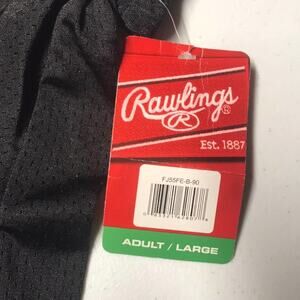 Rawlings®
R
Est. 1887
FJ55FE-B-90
ADULT / LARGE